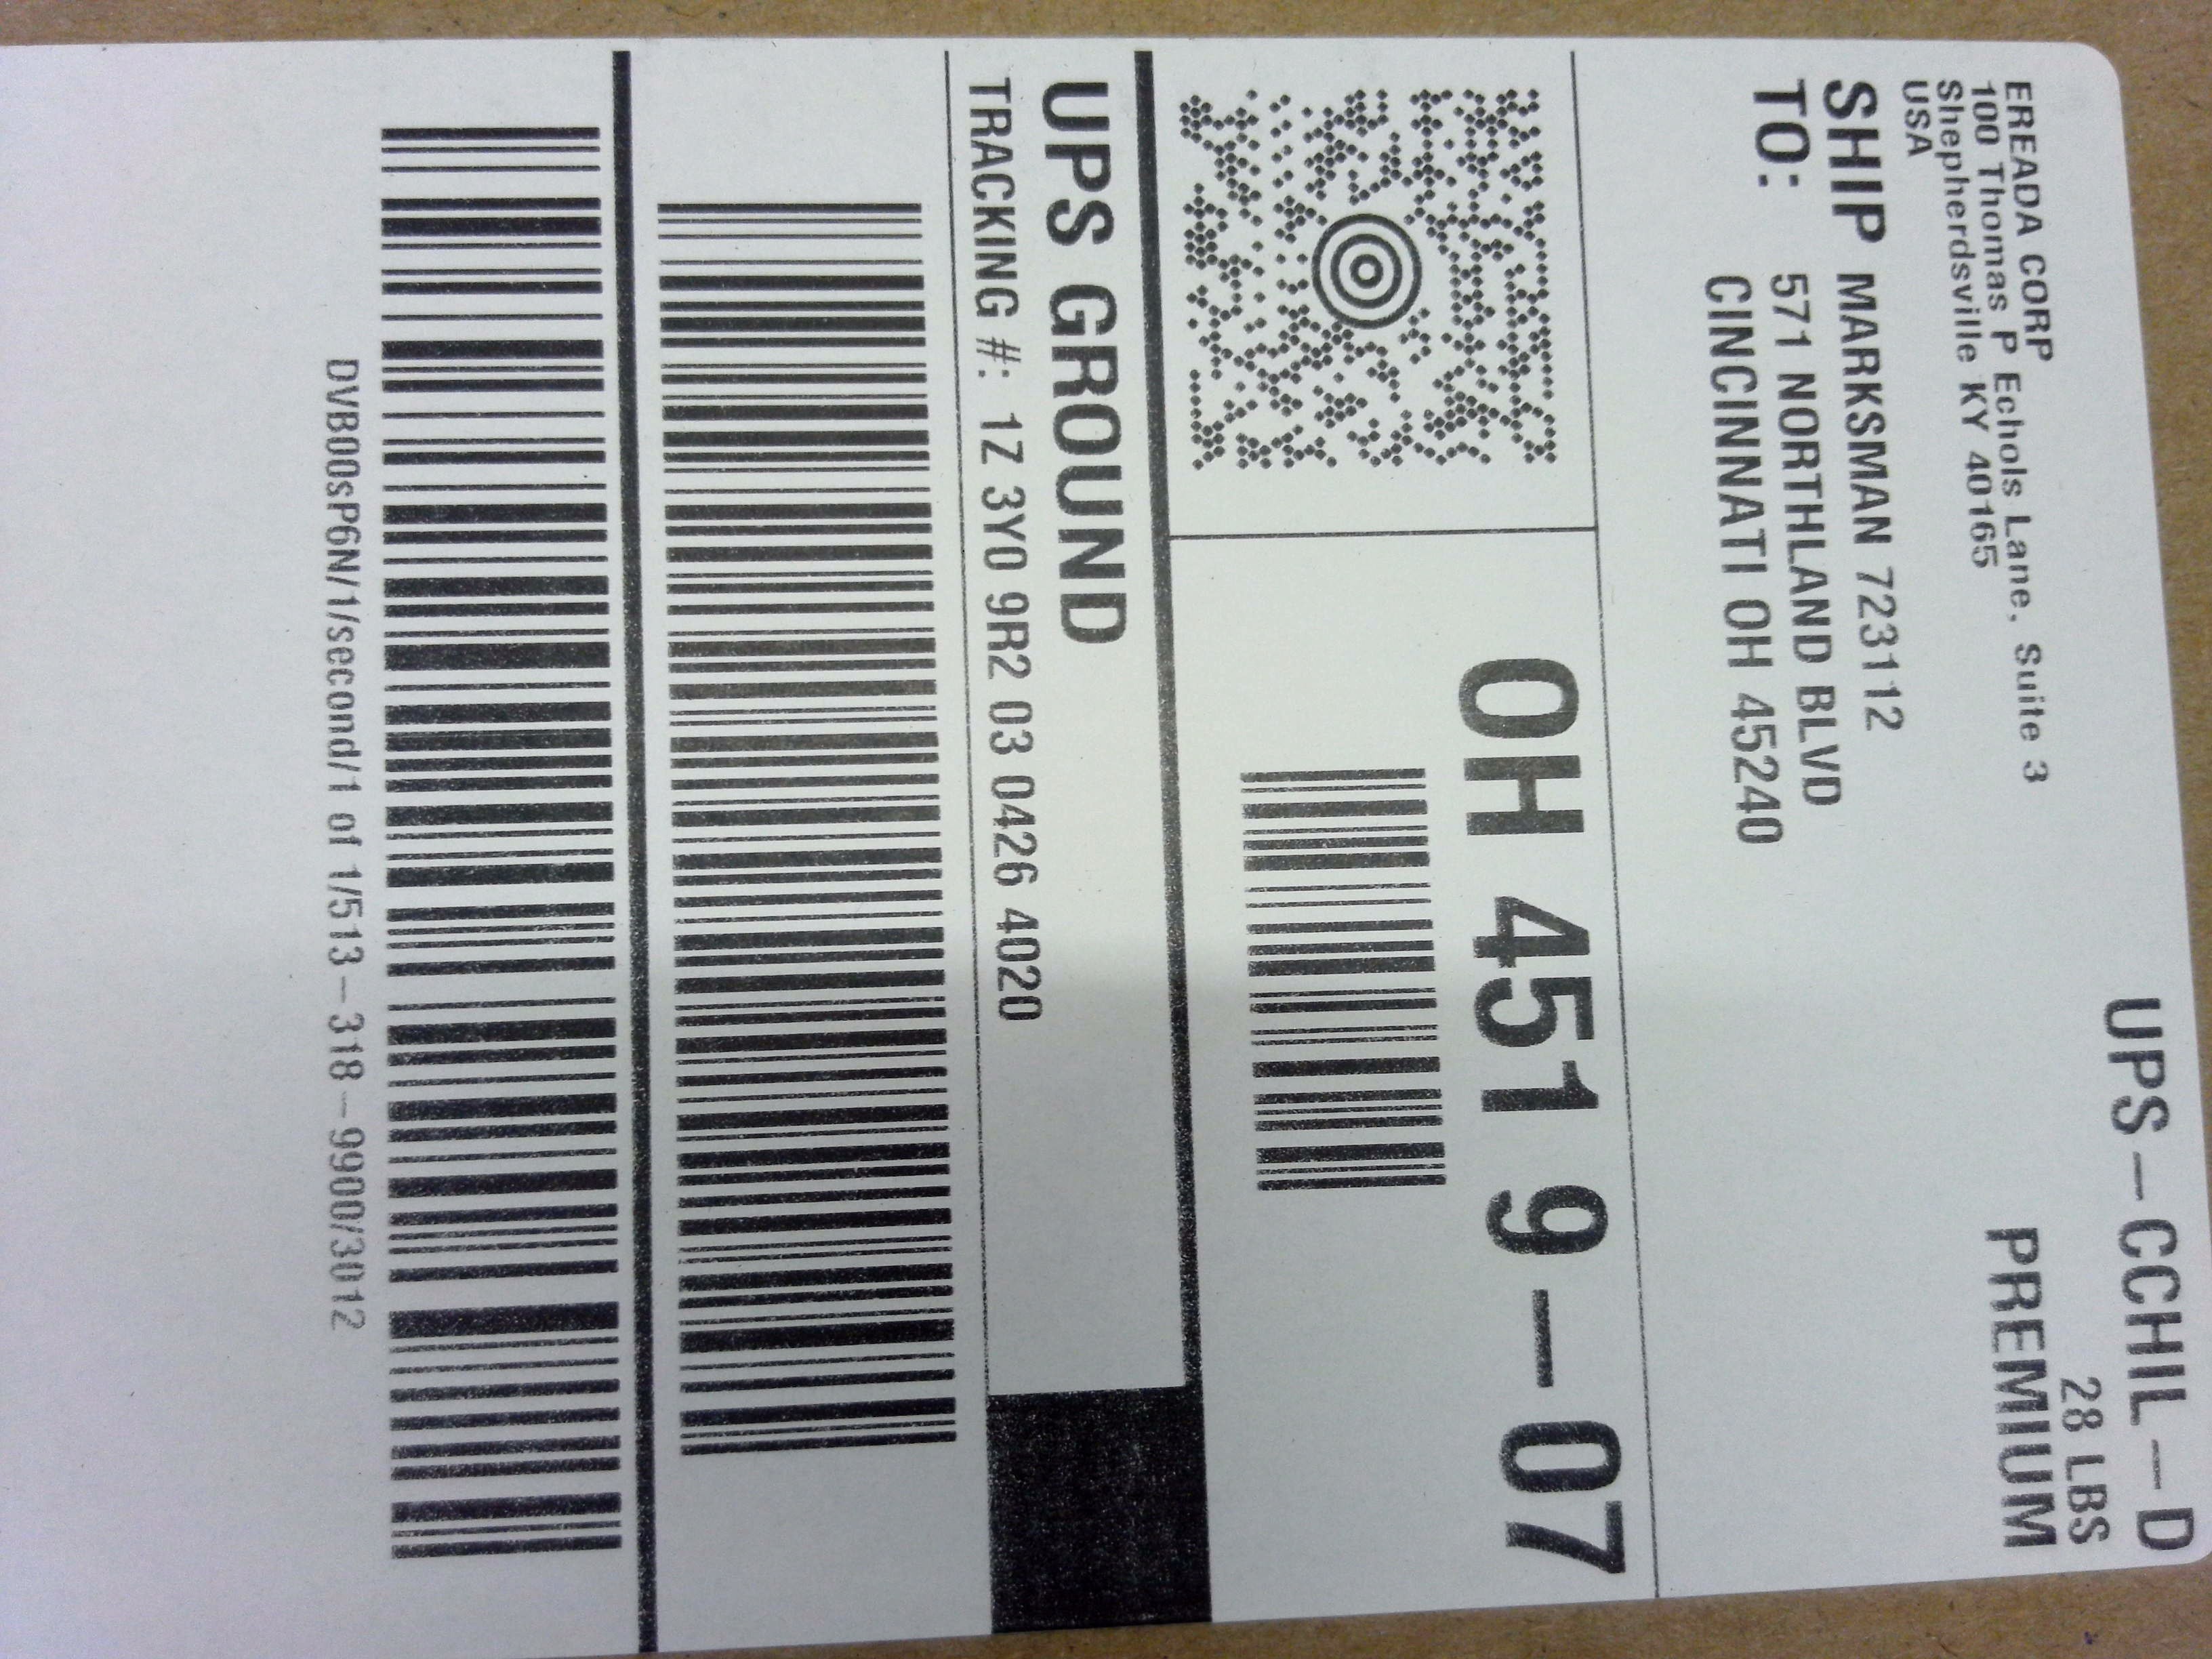 UPS-CCHIL-D
EREADA CORP
28 LBS
100 Thomas P Echols Lane, Suite 3
PREMIUM
Shepherdsville KY 40165
USA
SHIP TO:
MARKSMAN 723112
571 NORTHLAND BLVD
CINCINNATI OH 45240
OH 451 9-07
UPS GROUND
TRACKING #: 1Z 3Y0 9R2 03 0426 4020
DVB00sP6N/1/second/1 of 1/513-318-9900/3012